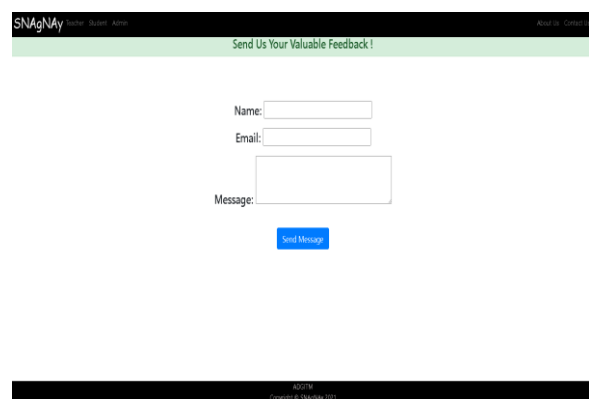 SNAgNAy Teacher Student Admin About Us Contact Us
Send Us Your Valuable Feedback !
Name:
Email:
Message:
Send Message
ADGITM
Copyright © SNAgNAy 2021